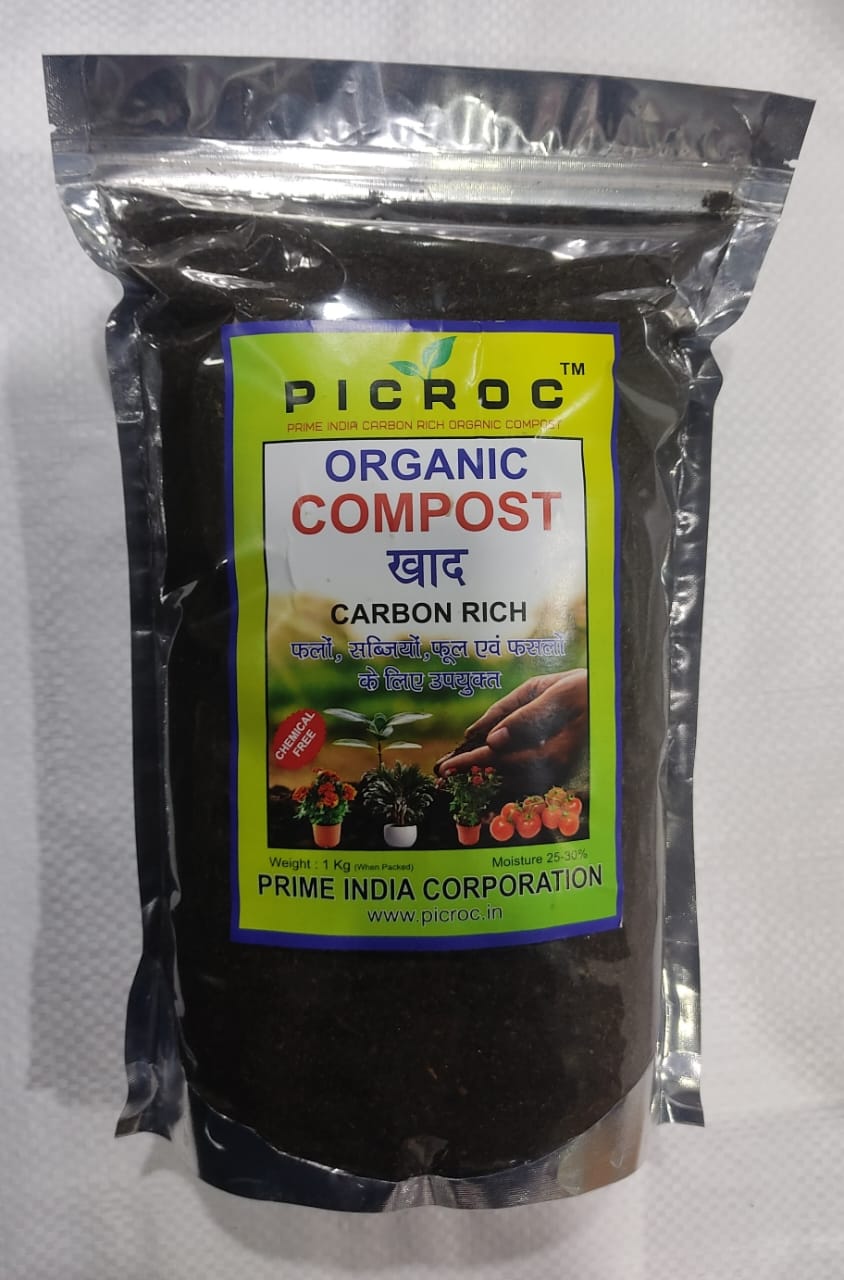 PICROC™
PRIME INDIA CARBON RICH ORGANIC COMPOST
ORGANIC
COMPOST
खाद
CARBON RICH
फलों, सब्जियों, फूल एवं फसलों
के लिए उपयुक्त
CHEMICAL
FREE
Weight : 1 Kg (When Packed) Moisture 25-30%
PRIME INDIA CORPORATION
www.picroc.in